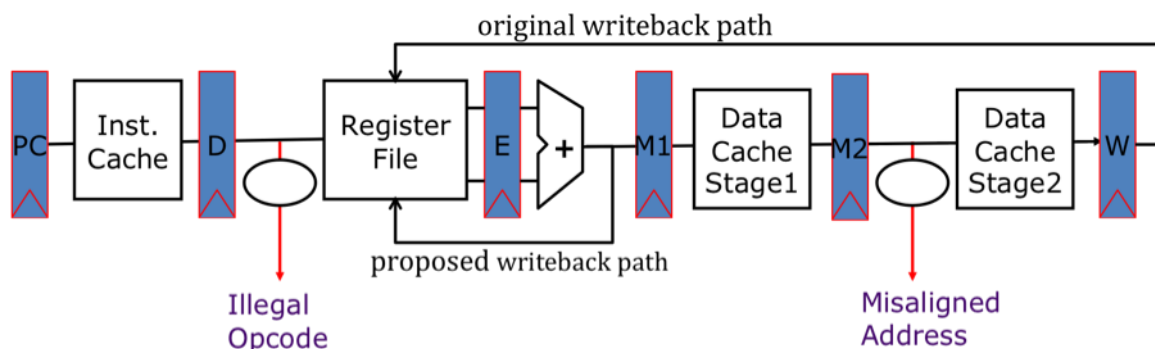 original writeback path
PC
Inst.
Cache
D
Register
File
E
+
M1
Data
Cache
Stage1
M2
Data
Cache
Stage2
W
proposed writeback path
Illegal
Opcode
Misaligned
Address